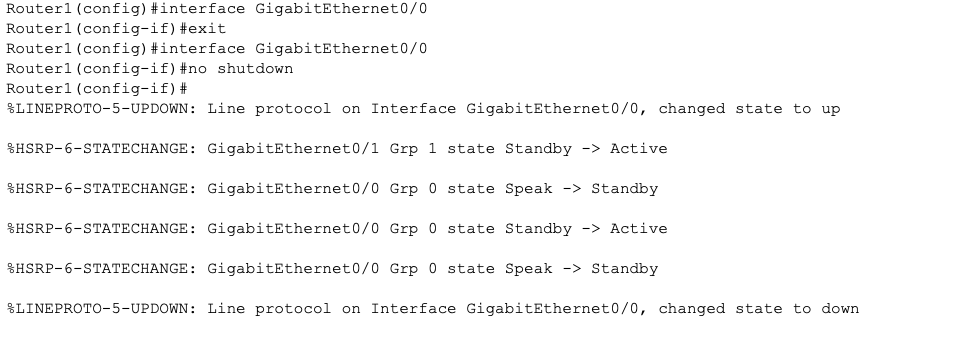 Router1(config)#interface GigabitEthernet0/0
Router1(config-if)#exit
Router1(config)#interface GigabitEthernet0/0
Router1(config-if)#no shutdown
Router1(config-if)#
%LINEPROTO-5-UPDOWN: Line protocol on Interface GigabitEthernet0/0, changed state to up
%HSRP-6-STATECHANGE: GigabitEthernet0/1 Grp 1 state Standby -> Active
%HSRP-6-STATECHANGE: GigabitEthernet0/0 Grp 0 state Speak -> Standby
%HSRP-6-STATECHANGE: GigabitEthernet0/0 Grp 0 state Standby -> Active
%HSRP-6-STATECHANGE: GigabitEthernet0/0 Grp 0 state Speak -> Standby
%LINEPROTO-5-UPDOWN: Line protocol on Interface GigabitEthernet0/0, changed state to down